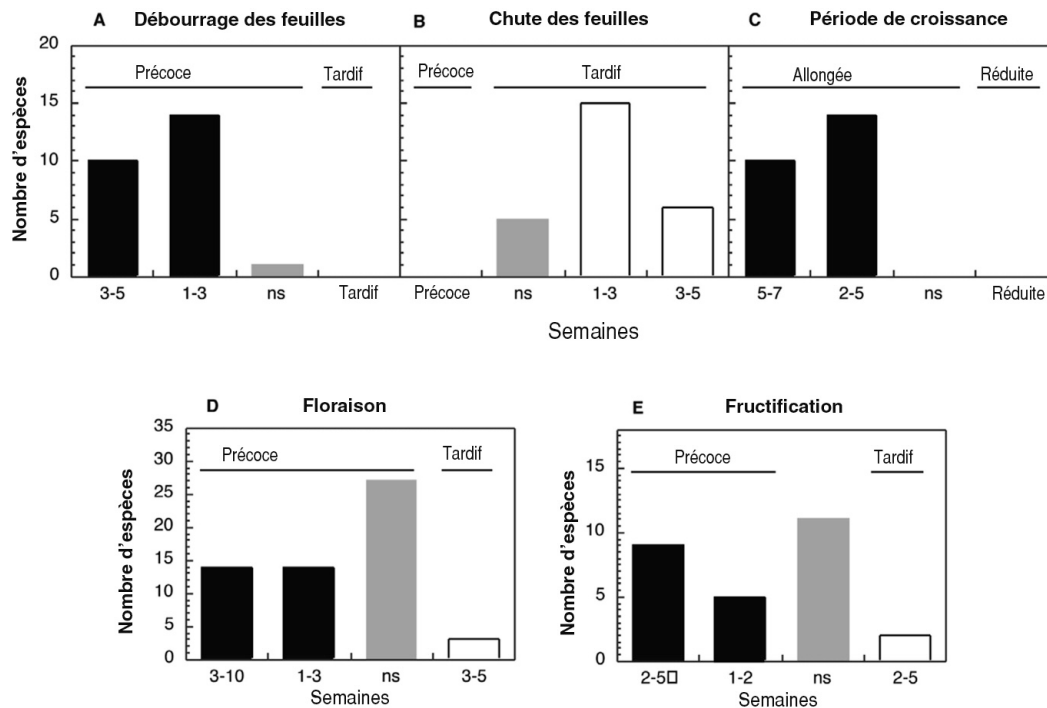 A Débourrage des feuilles
B Chute des feuilles
C Période de croissance
Nombre d'espèces
20
15
10
5
0
Précoce
Tardif
Précoce
Tardif
Allongée
Réduite
3-5 1-3 ns Tardif
Précoce ns 1-3 3-5
5-7 2-5 ns Réduite
Semaines
D Floraison
Nombre d'espèces
35
30
25
20
15
10
5
0
Précoce
Tardif
3-10 1-3 ns 3-5
Semaines
E Fructification
Nombre d'espèces
15
10
5
0
Précoce
Tardif
2-5□ 1-2 ns 2-5
Semaines